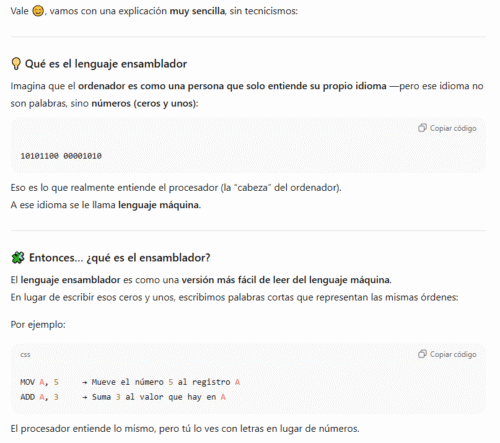 Vale 😊, vamos con una explicación muy sencilla, sin tecnicismos:
💡 Qué es el lenguaje ensamblador
Imagina que el ordenador es como una persona que solo entiende su propio idioma —pero ese idioma no
son palabras, sino números (ceros y unos):
Copiar código
10101100 00001010
Eso es lo que realmente entiende el procesador (la "cabeza" del ordenador).
A ese idioma se le llama lenguaje máquina.
🧩 Entonces... ¿qué es el ensamblador?
El lenguaje ensamblador es como una versión más fácil de leer del lenguaje máquina.
En lugar de escribir esos ceros y unos, escribimos palabras cortas que representan las mismas órdenes:
Por ejemplo:
css Copiar código
MOV A, 5 → Mueve el número 5 al registro A
ADD A, 3 → Suma 3 al valor que hay en A
El procesador entiende lo mismo, pero tú lo ves con letras en lugar de números.